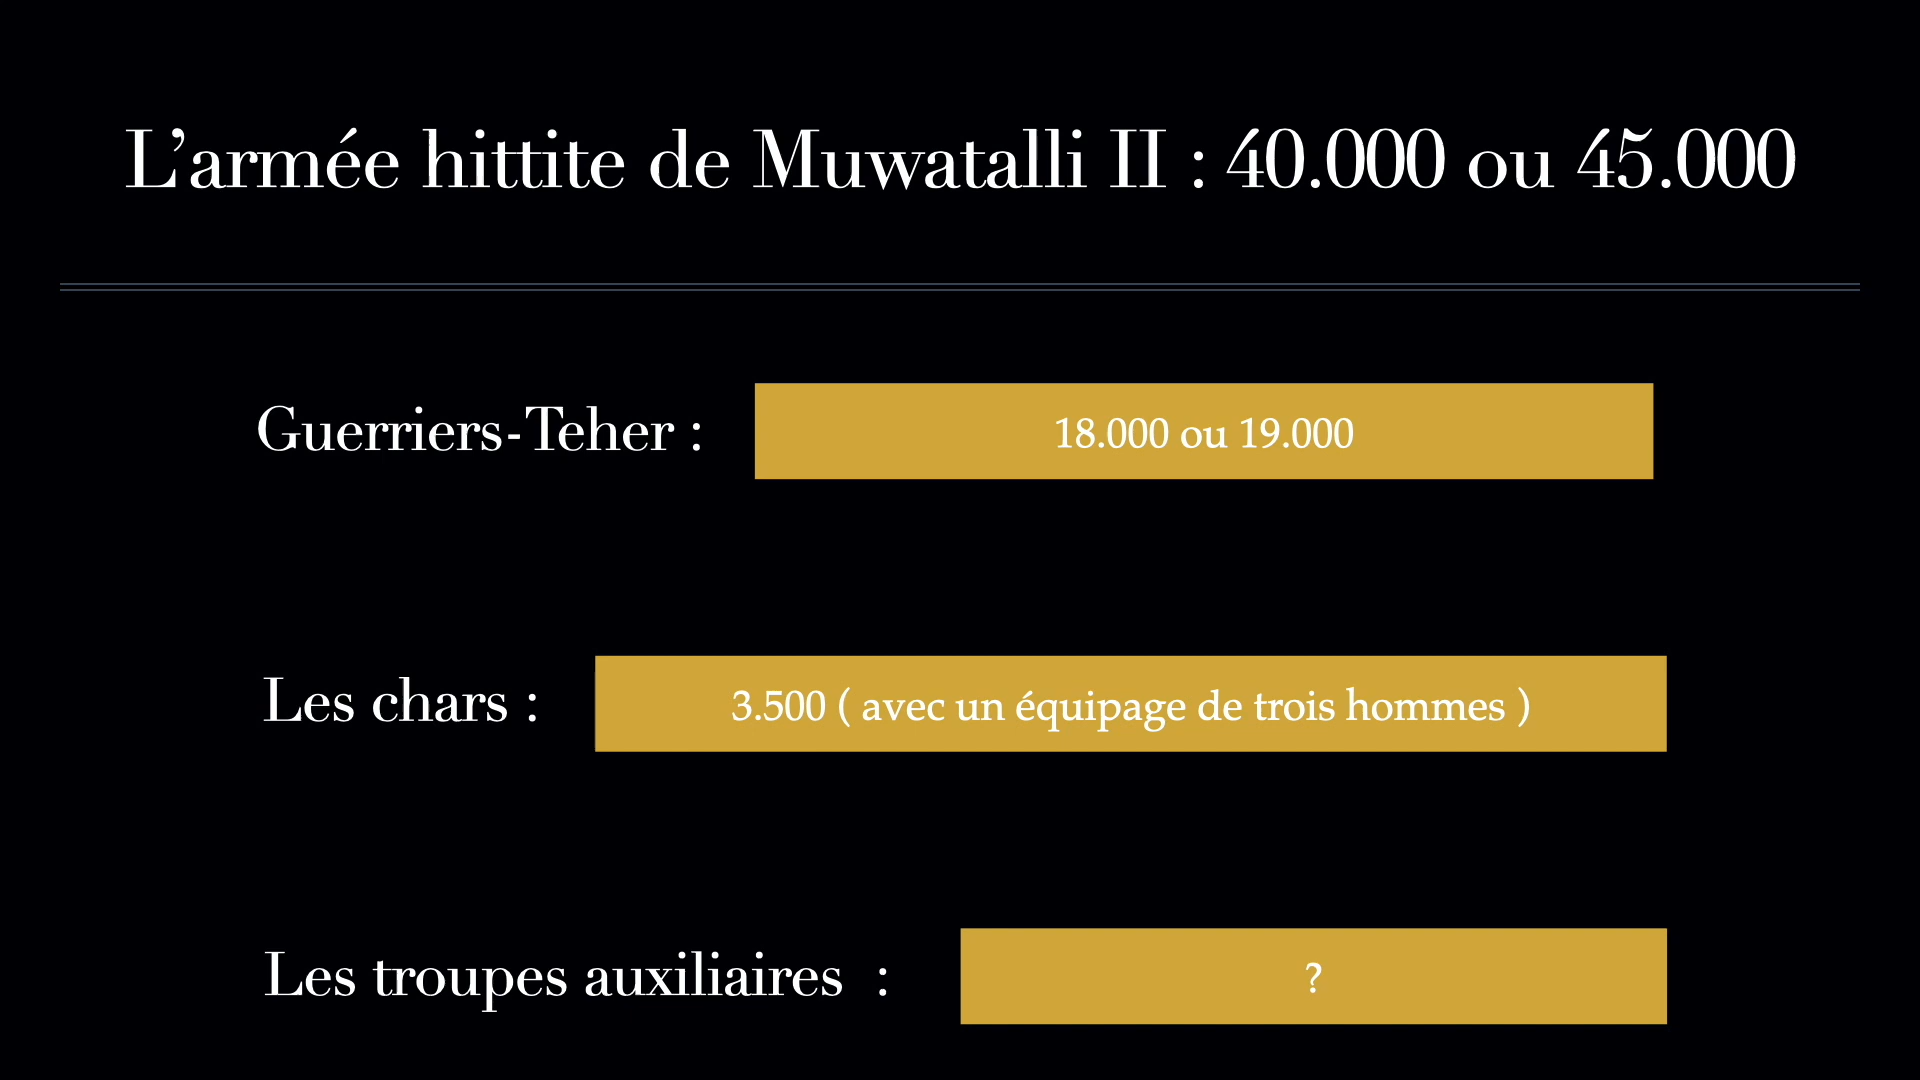 L’armée hittite de Muwatalli II : 40.000 ou 45.000
Guerriers-Teher : 18.000 ou 19.000
Les chars : 3.500 ( avec un équipage de trois hommes )
Les troupes auxiliaires : ?